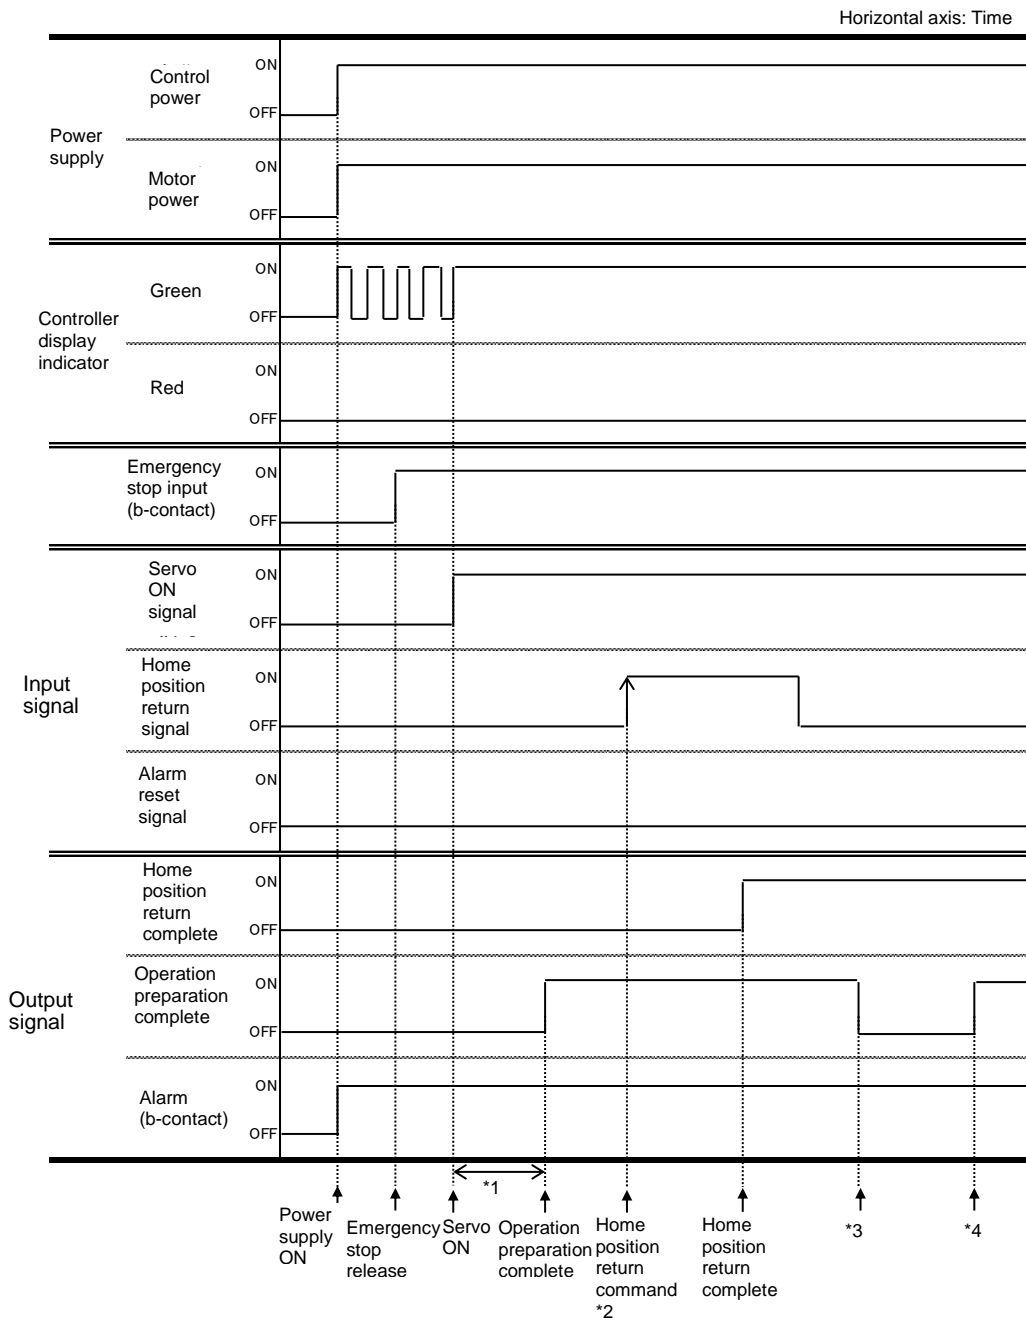 Horizontal axis: Time
Power
supply
Control
power
ON
OFF
Motor
power
ON
OFF
Controller
display
indicator
Green
ON
OFF
Red
ON
OFF
Emergency
stop input
(b-contact)
ON
OFF
Input
signal
Servo
ON
signal
ON
OFF
Home
position
return
signal
ON
OFF
Alarm
reset
signal
ON
OFF
Output
signal
Home
position
return
complete
ON
OFF
Operation
preparation
complete
ON
OFF
Alarm
(b-contact)
ON
OFF
*1
Power
supply
ON
Emergency
stop
release
Servo
ON
Operation
preparation
complete
Home
position
return
command
*2
Home
position
return
complete
*3
*4